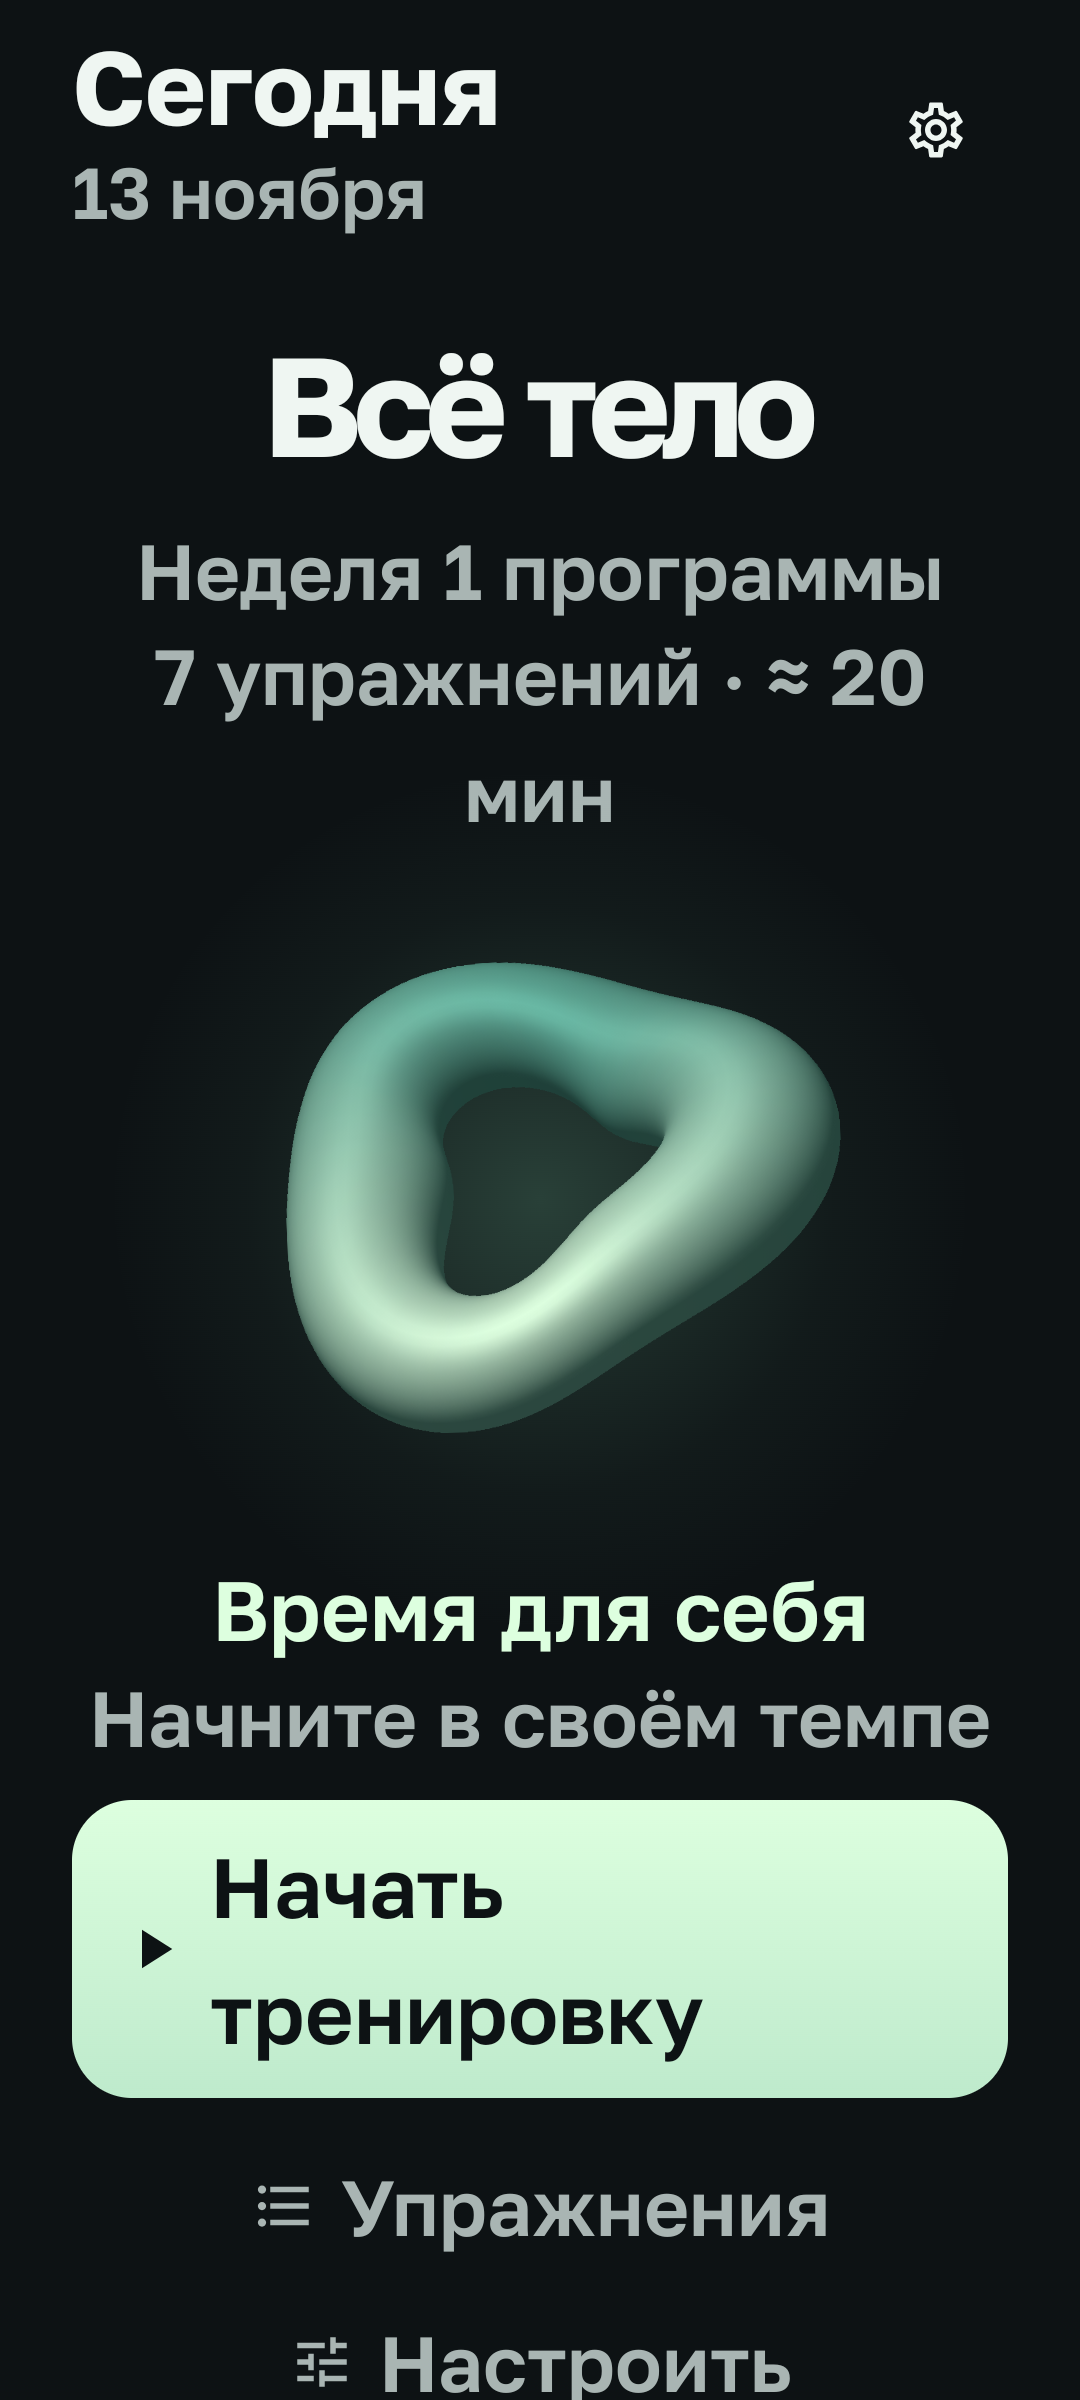 Сегодня
13 ноября
Всё тело
Неделя 1 программы
7 упражнений · ≈ 20
мин
Время для себя
Начните в своём темпе
Начать
тренировку
Упражнения
Настроить